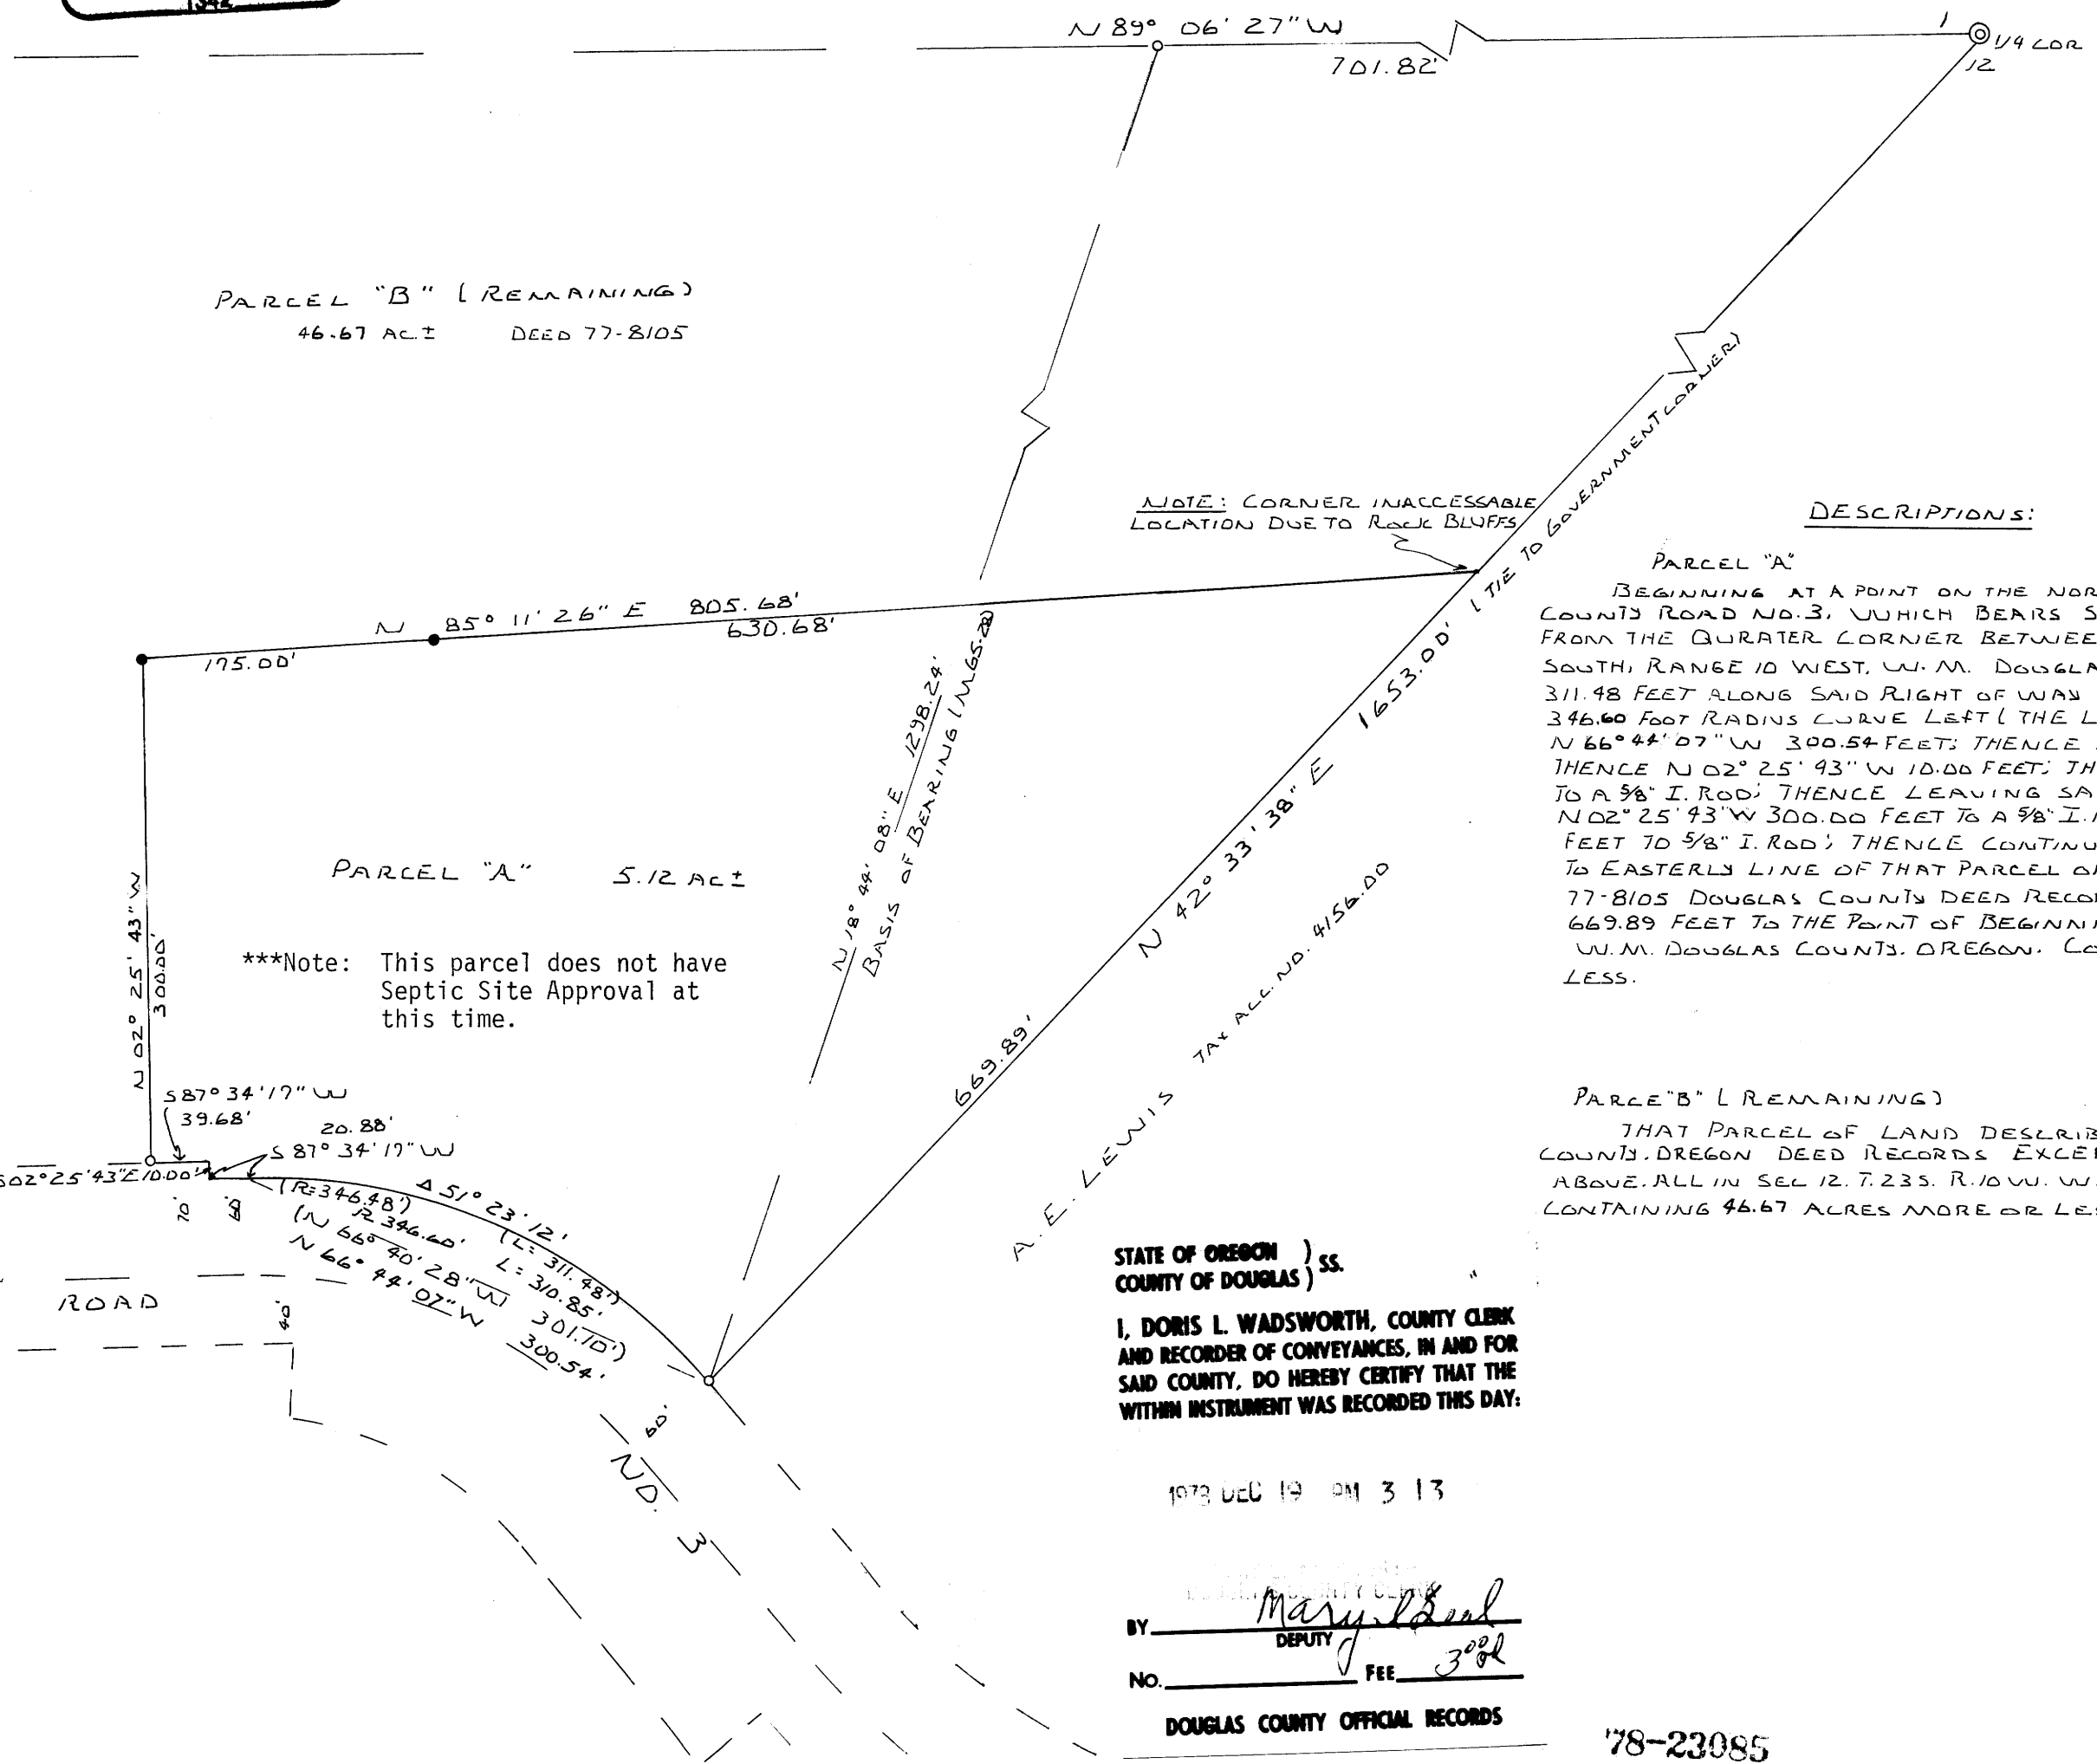 1342
N 89° 06' 27" W
701.82'
1
1/4 COR
12
PARCEL "B" (REMAINING)
46.67 AC.± DEED 77-8105
NOTE: CORNER INACCESSABLE
LOCATION DUE TO ROCK BLUFFS
(TIE TO GOVERNMENT CORNER)
N 85° 11' 26" E 805.68'
630.68'
175.00'
N 18° 44' 08" E 1298.24'
BASIS OF BEARING (M65-28)
N 42° 33' 38" E 1653.00'
669.89'
A. E. LEWIS TAX ACC. NO. 4156.00
PARCEL "A" 5.12 AC±
N 02° 25' 43" W
300.00'
***Note: This parcel does not have
Septic Site Approval at
this time.
S 87° 34' 17" W
39.68'
20.88'
S 87° 34' 17" W
S02° 25' 43" E 10.00'
70'
60'
Δ 51° 23' 12'
(R=346.48')
R 346.60'
(L= 311.48')
L= 310.85'
(N 66° 40' 28" W 301.70')
N 66° 44' 07" W 300.54'
ROAD
40'
60'
NO. 3
DESCRIPTIONS:
PARCEL "A"
BEGINNING AT A POINT ON THE NOR
COUNTY ROAD NO. 3, WHICH BEARS S
FROM THE QURATER CORNER BETWEE
SOUTH, RANGE 10 WEST, W. M. DOUGLA
311.48 FEET ALONG SAID RIGHT OF WAY
346.60 FOOT RADIUS CURVE LEFT (THE L
N 66° 44' 07" W 300.54 FEET; THENCE
THENCE N 02° 25' 43" W 10.00 FEET; TH
TO A 5/8" I. ROD; THENCE LEAVING SA
N 02° 25' 43" W 300.00 FEET TO A 5/8" I.
FEET TO 5/8" I. ROD; THENCE CONTINU
TO EASTERLY LINE OF THAT PARCEL O
77-8105 DOUGLAS COUNTY DEED RECO
669.89 FEET TO THE POINT OF BEGINNI
W.M. DOUGLAS COUNTY. OREGON. CO
LESS.
PARCE "B" (REMAINING)
THAT PARCEL OF LAND DESCRIB
COUNTY. OREGON DEED RECORDS EXCE
ABOVE. ALL IN SEC 12. T. 23 S. R. 10 W. W.
CONTAINING 46.67 ACRES MORE OR LES
STATE OF OREGON ) SS.
COUNTY OF DOUGLAS )
I, DORIS L. WADSWORTH, COUNTY CLERK
AND RECORDER OF CONVEYANCES, IN AND FOR
SAID COUNTY, DO HEREBY CERTIFY THAT THE
WITHIN INSTRUMENT WAS RECORDED THIS DAY:
1978 DEC 19 PM 3 13
DOUGLAS COUNTY CLERK
BY Mary
DEPUTY
NO. FEE 3.00
DOUGLAS COUNTY OFFICIAL RECORDS
'78-23085